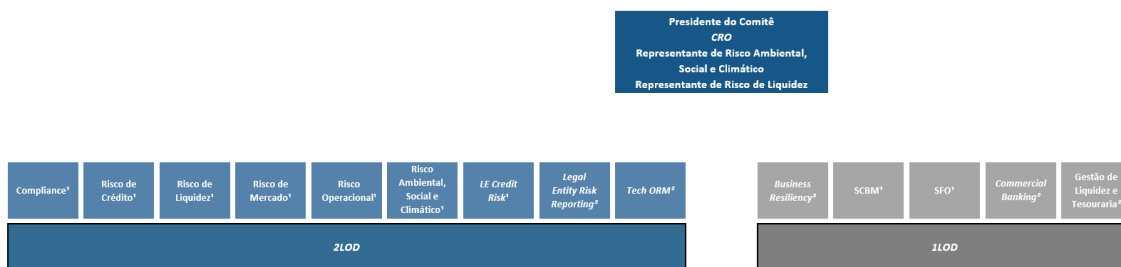 Presidente do Comitê
CRO
Representante de Risco Ambiental,
Social e Climático
Representante de Risco de Liquidez
Compliance¹
Risco de
Crédito¹
Risco de
Liquidez¹
Risco de
Mercado¹
Risco
Operacional¹
Risco
Ambiental,
Social e
Climático¹
LE Credit
Risk¹
Legal
Entity Risk
Reporting²
Tech ORM²
Business
Resiliency²
SCBM¹
SFO¹
Commercial
Banking²
Gestão de
Liquidez e
Tesouraria²
2LOD
1LOD